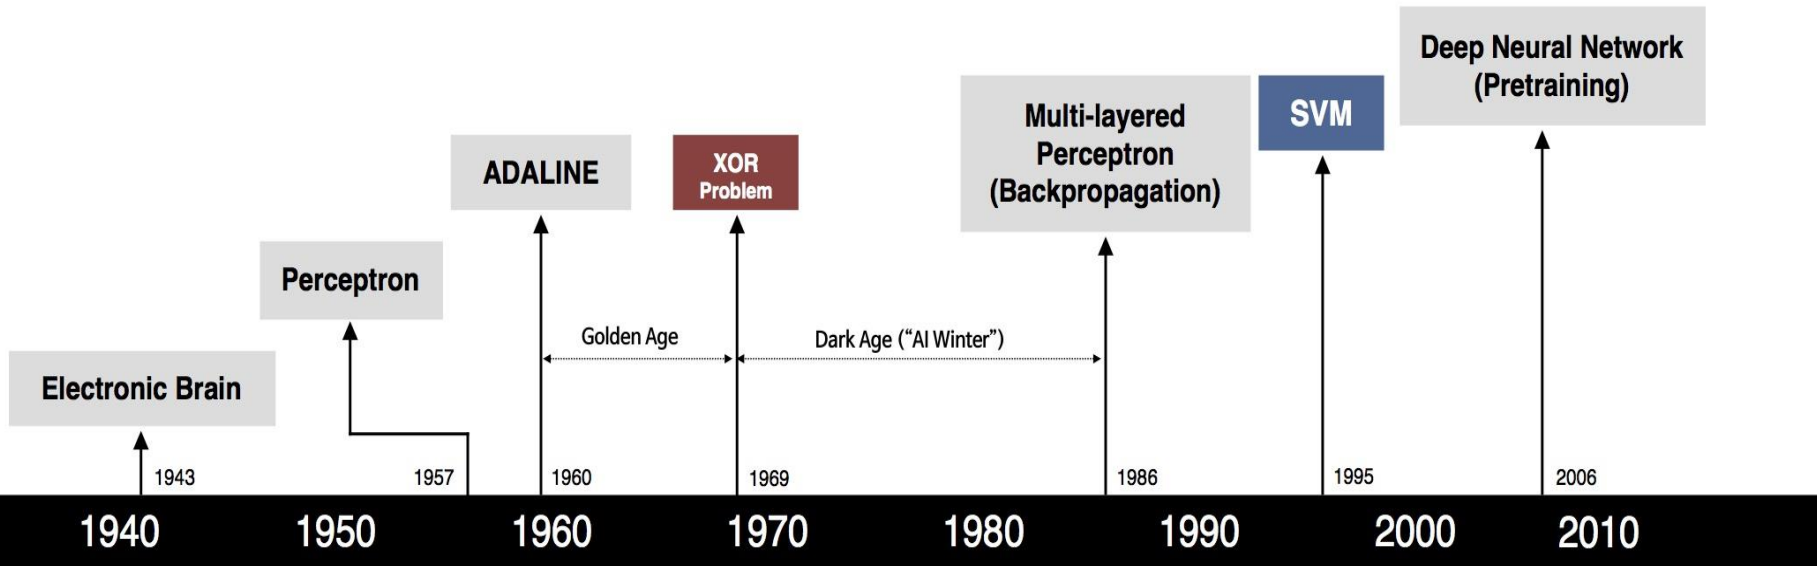 Deep Neural Network
(Pretraining)
Multi-layered
Perceptron
(Backpropagation)
SVM
ADALINE
XOR
Problem
Perceptron
Golden Age
Dark Age ("AI Winter")
Electronic Brain
1943
1957
1960
1969
1986
1995
2006
1940
1950
1960
1970
1980
1990
2000
2010